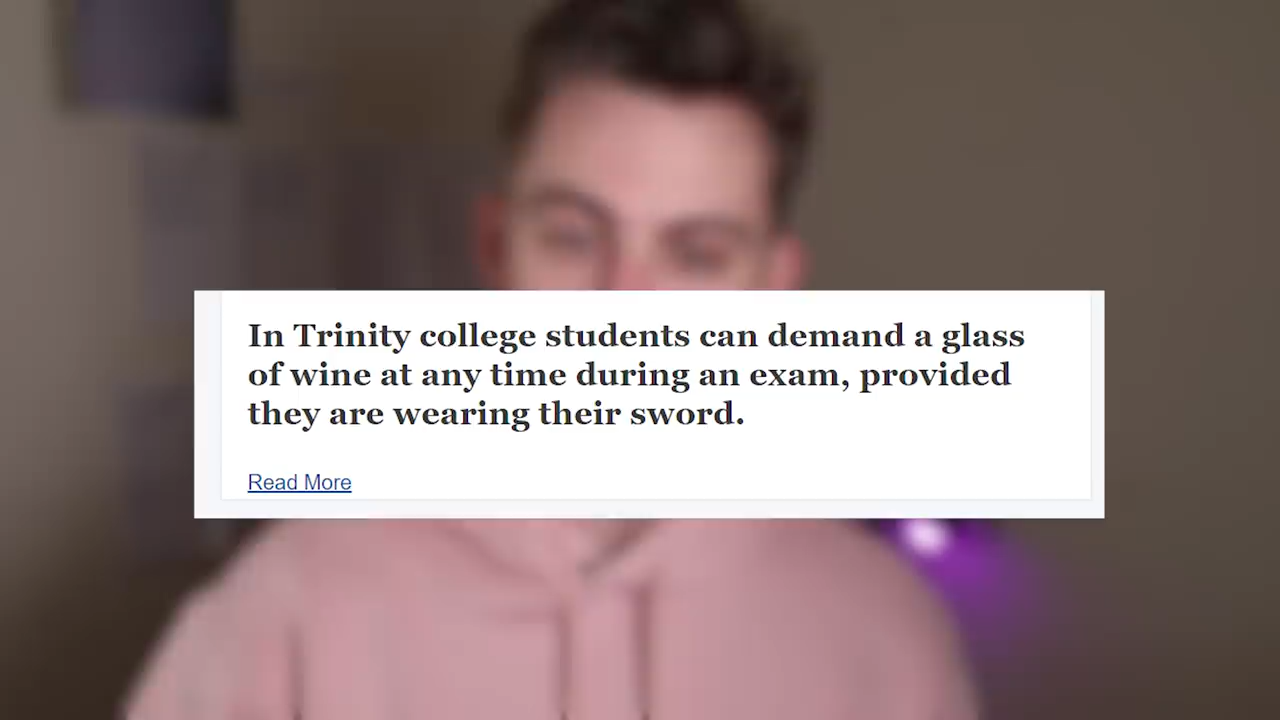 In Trinity college students can demand a glass
of wine at any time during an exam, provided
they are wearing their sword.
Read More